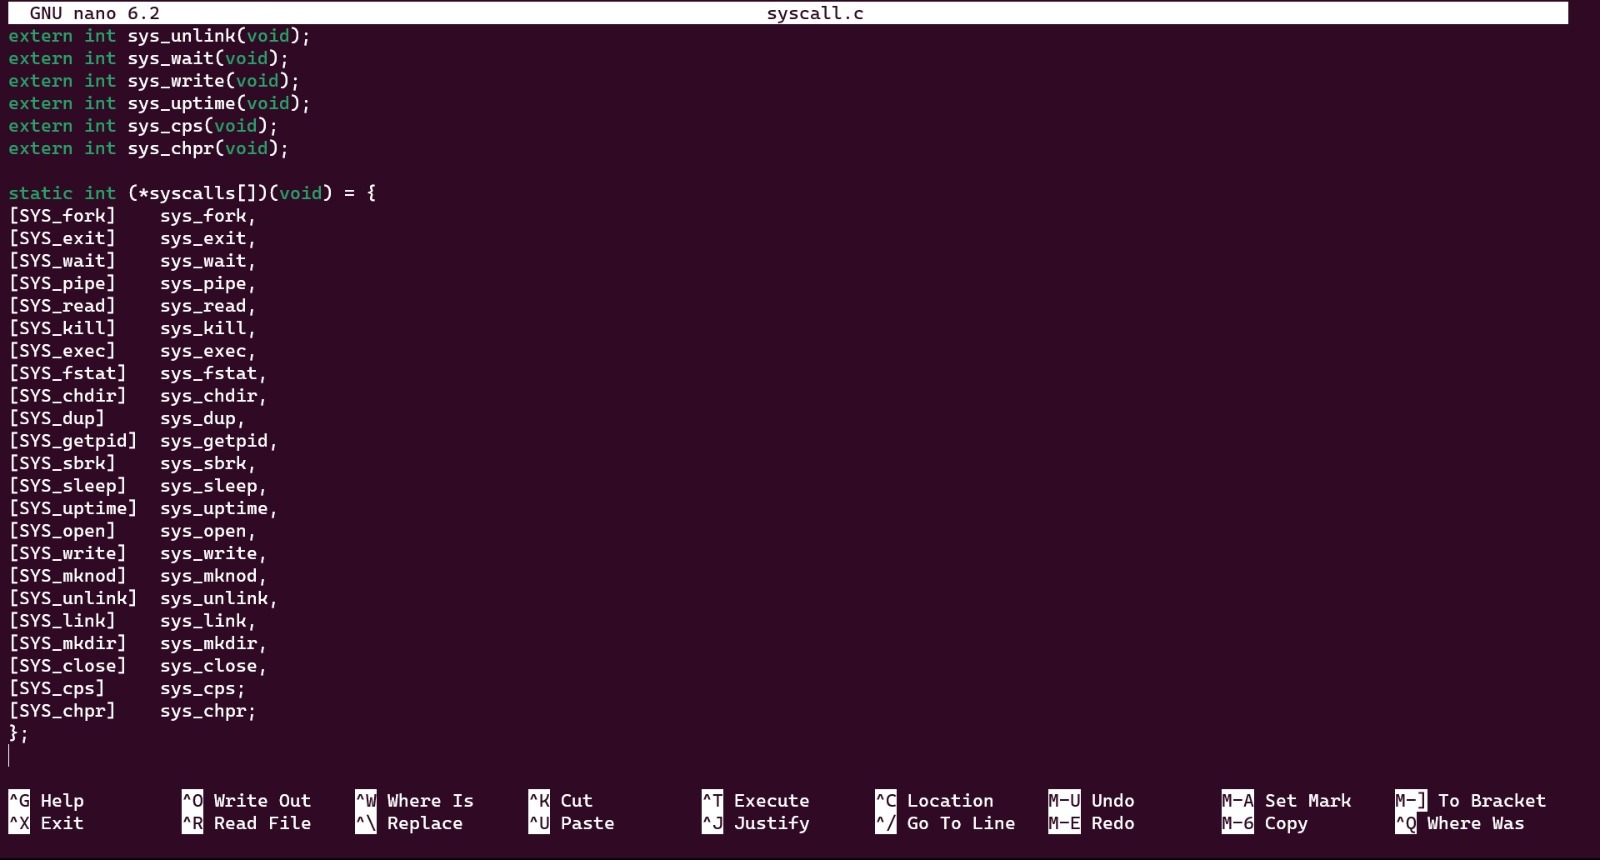 GNU nano 6.2 syscall.c
extern int sys_unlink(void);
extern int sys_wait(void);
extern int sys_write(void);
extern int sys_uptime(void);
extern int sys_cps(void);
extern int sys_chpr(void);
static int (*syscalls[])(void) = {
[SYS_fork] sys_fork,
[SYS_exit] sys_exit,
[SYS_wait] sys_wait,
[SYS_pipe] sys_pipe,
[SYS_read] sys_read,
[SYS_kill] sys_kill,
[SYS_exec] sys_exec,
[SYS_fstat] sys_fstat,
[SYS_chdir] sys_chdir,
[SYS_dup] sys_dup,
[SYS_getpid] sys_getpid,
[SYS_sbrk] sys_sbrk,
[SYS_sleep] sys_sleep,
[SYS_uptime] sys_uptime,
[SYS_open] sys_open,
[SYS_write] sys_write,
[SYS_mknod] sys_mknod,
[SYS_unlink] sys_unlink,
[SYS_link] sys_link,
[SYS_mkdir] sys_mkdir,
[SYS_close] sys_close,
[SYS_cps] sys_cps;
[SYS_chpr] sys_chpr;
};
^G Help ^O Write Out ^W Where Is ^K Cut ^T Execute ^C Location M-U Undo M-A Set Mark M-] To Bracket
^X Exit ^R Read File ^\ Replace ^U Paste ^J Justify ^/ Go To Line M-E Redo M-6 Copy ^Q Where Was